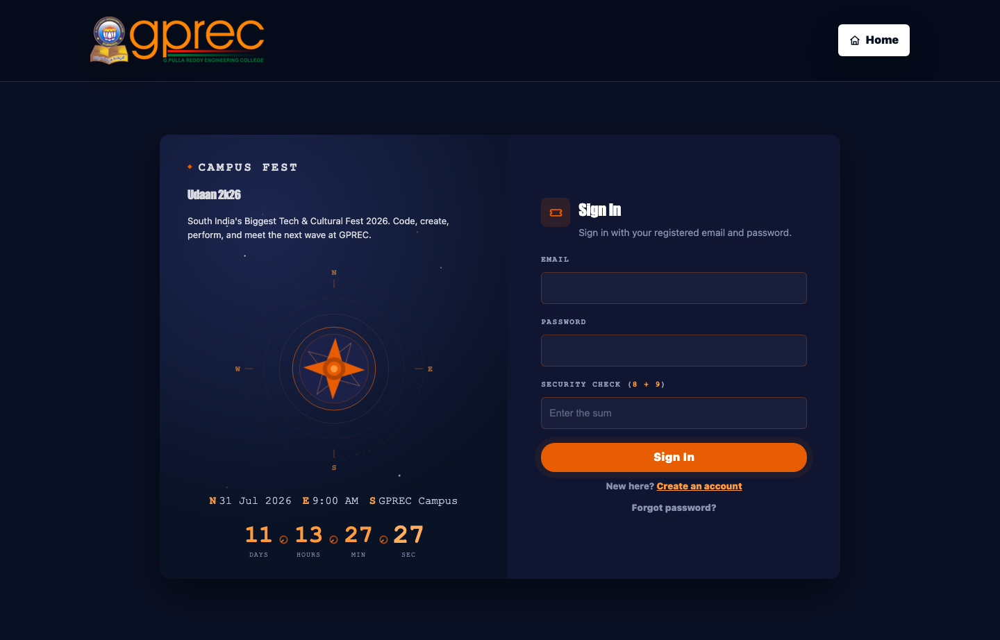 gprec
G.PULLA REDDY ENGINEERING COLLEGE
Home
CAMPUS FEST
Udaan 2k26
South India's Biggest Tech & Cultural Fest 2026. Code, create,
perform, and meet the next wave at GPREC.
N
W
E
S
N 31 Jul 2026 E 9:00 AM S GPREC Campus
11 13 27 27
DAYS HOURS MIN SEC
Sign In
Sign in with your registered email and password.
EMAIL
PASSWORD
SECURITY CHECK (8 + 9)
Enter the sum
Sign In
New here? Create an account
Forgot password?